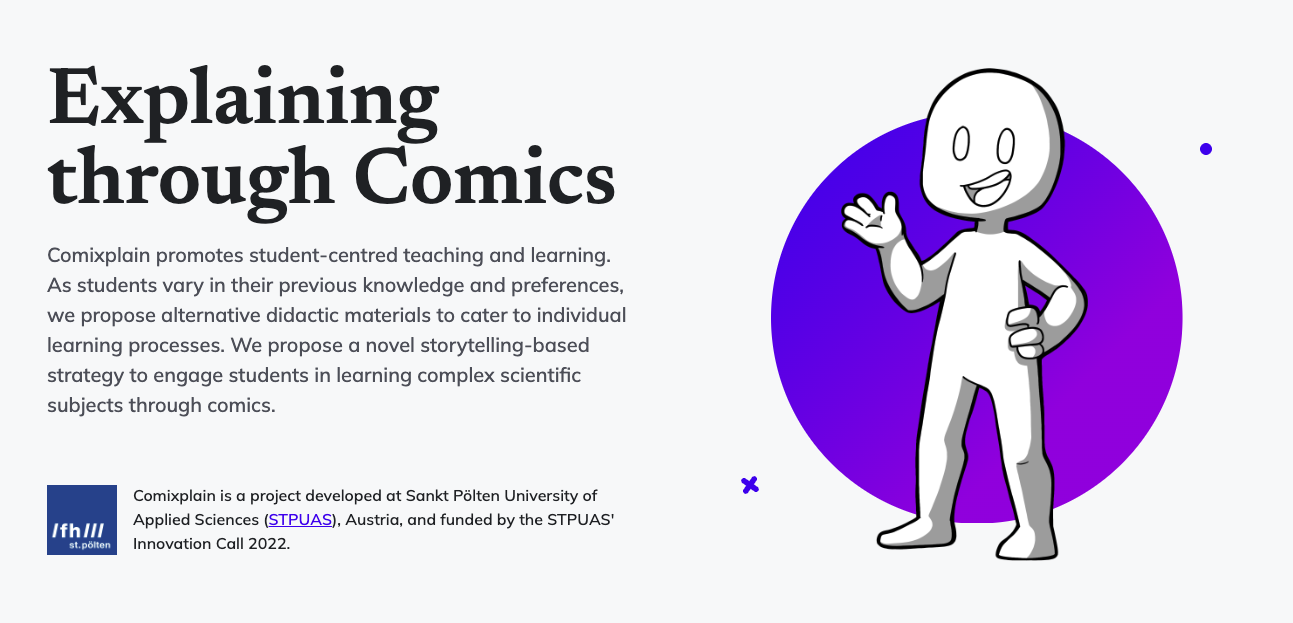 Explaining
through Comics
Comixplain promotes student-centred teaching and learning.
As students vary in their previous knowledge and preferences,
we propose alternative didactic materials to cater to individual
learning processes. We propose a novel storytelling-based
strategy to engage students in learning complex scientific
subjects through comics.
Comixplain is a project developed at Sankt Pölten University of
Applied Sciences (STPUAS), Austria, and funded by the STPUAS'
Innovation Call 2022.
/fh///
st.pölten